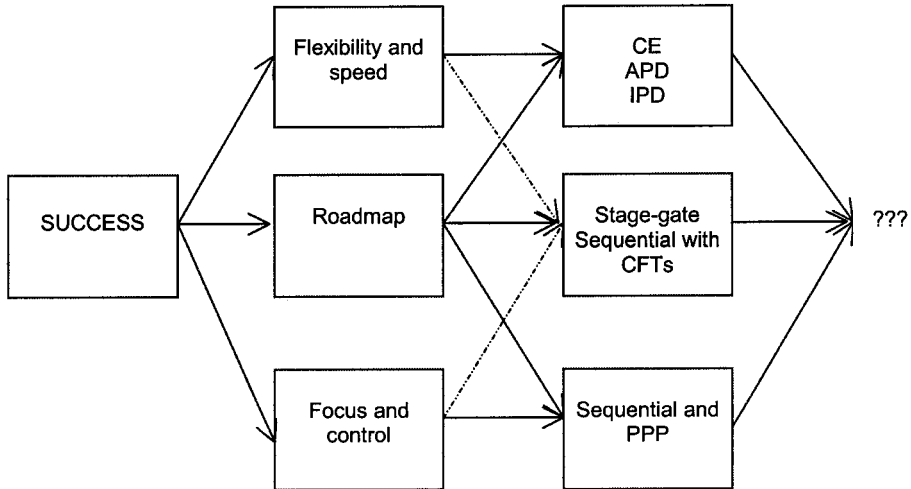 Flexibility and
speed
CE
APD
IPD
SUCCESS
Roadmap
Stage-gate
Sequential with
CFTs
???
Focus and
control
Sequential and
PPP